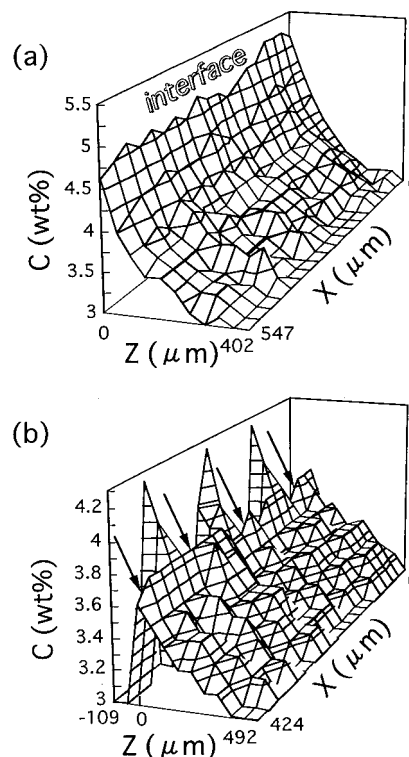 (a)
interface
5.5
5
4.5
4
3.5
3
C (wt%)
0
Z (μm)
402
547
X (μm)
(b)
4.2
4
3.8
3.6
3.4
3.2
3
C (wt%)
-109
0
Z (μm)
492
424
X (μm)